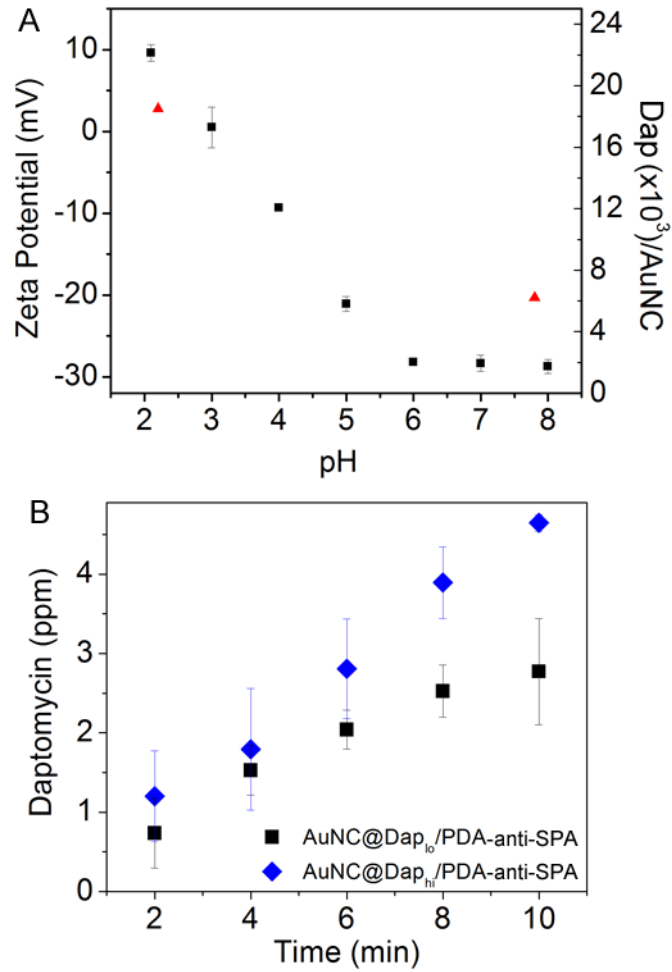 A
Zeta Potential (mV)
10
0
-10
-20
-30
24
20
16
12
8
4
0
Dap (x10³)/AuNC
2 3 4 5 6 7 8
pH
B
Daptomycin (ppm)
4
3
2
1
0
AuNC@Dap_lo/PDA-anti-SPA
AuNC@Dap_hi/PDA-anti-SPA
2 4 6 8 10
Time (min)